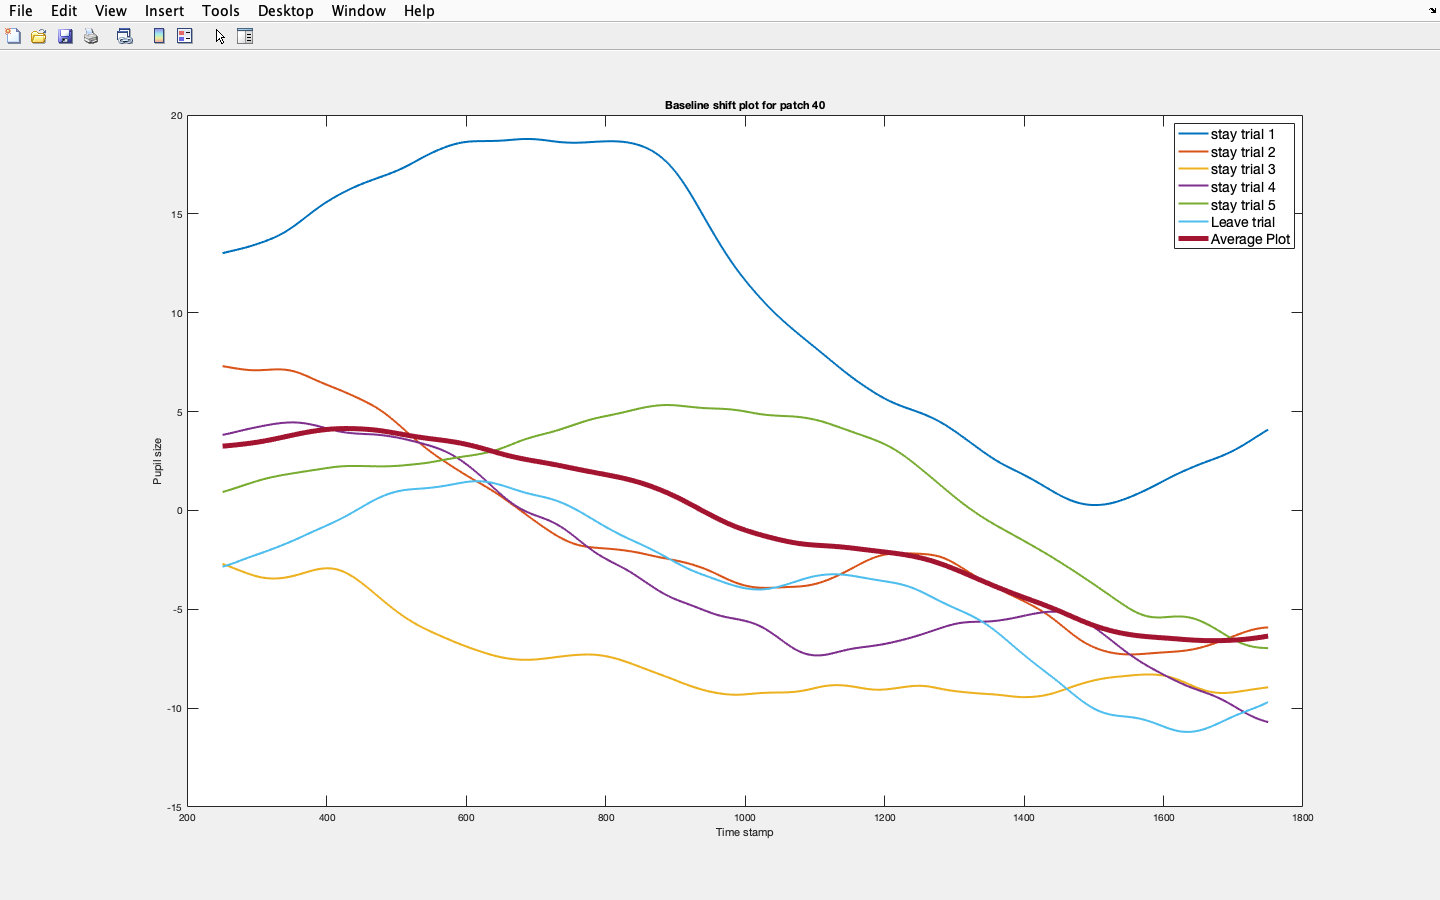 File Edit View Insert Tools Desktop Window Help
Baseline shift plot for patch 40
20
15
10
5
0
-5
-10
-15
Pupil size
200 400 600 800 1000 1200 1400 1600 1800
Time stamp
stay trial 1
stay trial 2
stay trial 3
stay trial 4
stay trial 5
Leave trial
Average Plot